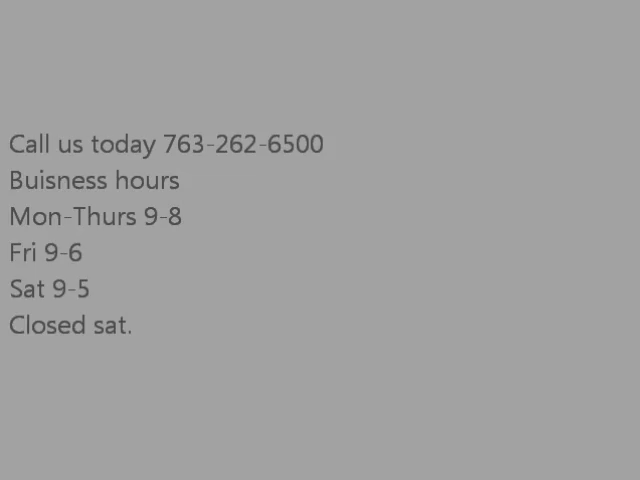 Call us today 763-262-6500
Buisness hours
Mon-Thurs 9-8
Fri 9-6
Sat 9-5
Closed sat.